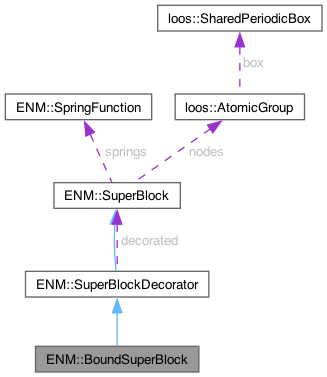 loos::SharedPeriodicBox
box
ENM::SpringFunction
loos::AtomicGroup
springs
nodes
ENM::SuperBlock
decorated
ENM::SuperBlockDecorator
ENM::BoundSuperBlock